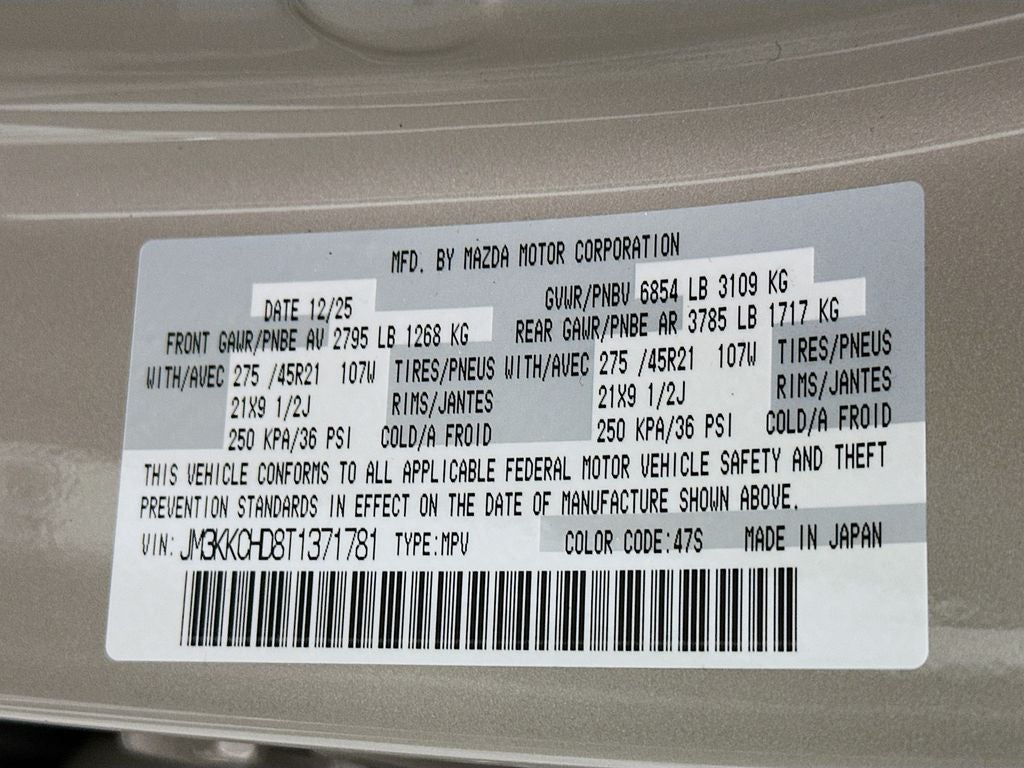 MFD. BY MAZDA MOTOR CORPORATION
DATE 12/25 GVWR/PNBV 6854 LB 3109 KG
FRONT GAWR/PNBE AV 2795 LB 1268 KG REAR GAWR/PNBE AR 3785 LB 1717 KG
WITH/AVEC 275 /45R21 107W TIRES/PNEUS WITH/AVEC 275 /45R21 107W TIRES/PNEUS
21X9 1/2J RIMS/JANTES 21X9 1/2J RIMS/JANTES
250 KPA/36 PSI COLD/A FROID 250 KPA/36 PSI COLD/A FROID
THIS VEHICLE CONFORMS TO ALL APPLICABLE FEDERAL MOTOR VEHICLE SAFETY AND THEFT
PREVENTION STANDARDS IN EFFECT ON THE DATE OF MANUFACTURE SHOWN ABOVE.
VIN: JM3KKCHD8T1371781 TYPE:MPV COLOR CODE:47S MADE IN JAPAN